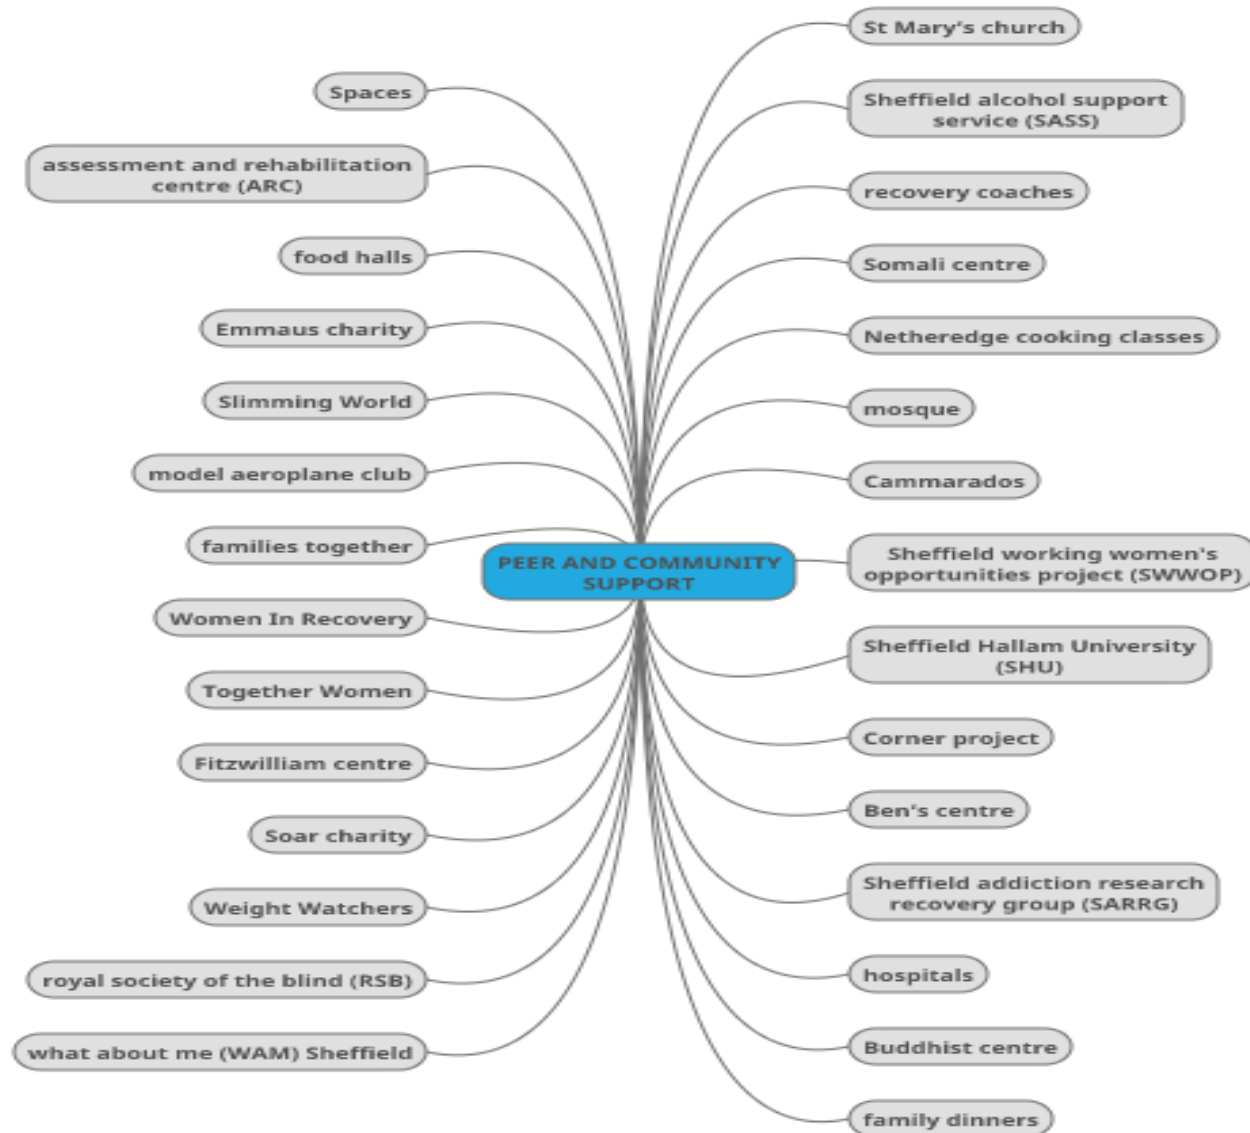 Spaces
assessment and rehabilitation
centre (ARC)
food halls
Emmaus charity
Slimming World
model aeroplane club
families together
Women In Recovery
Together Women
Fitzwilliam centre
Soar charity
Weight Watchers
royal society of the blind (RSB)
what about me (WAM) Sheffield
PEER AND COMMUNITY
SUPPORT
St Mary's church
Sheffield alcohol support
service (SASS)
recovery coaches
Somali centre
Netheredge cooking classes
mosque
Cammarados
Sheffield working women's
opportunities project (SWWOP)
Sheffield Hallam University
(SHU)
Corner project
Ben's centre
Sheffield addiction research
recovery group (SARRG)
hospitals
Buddhist centre
family dinners